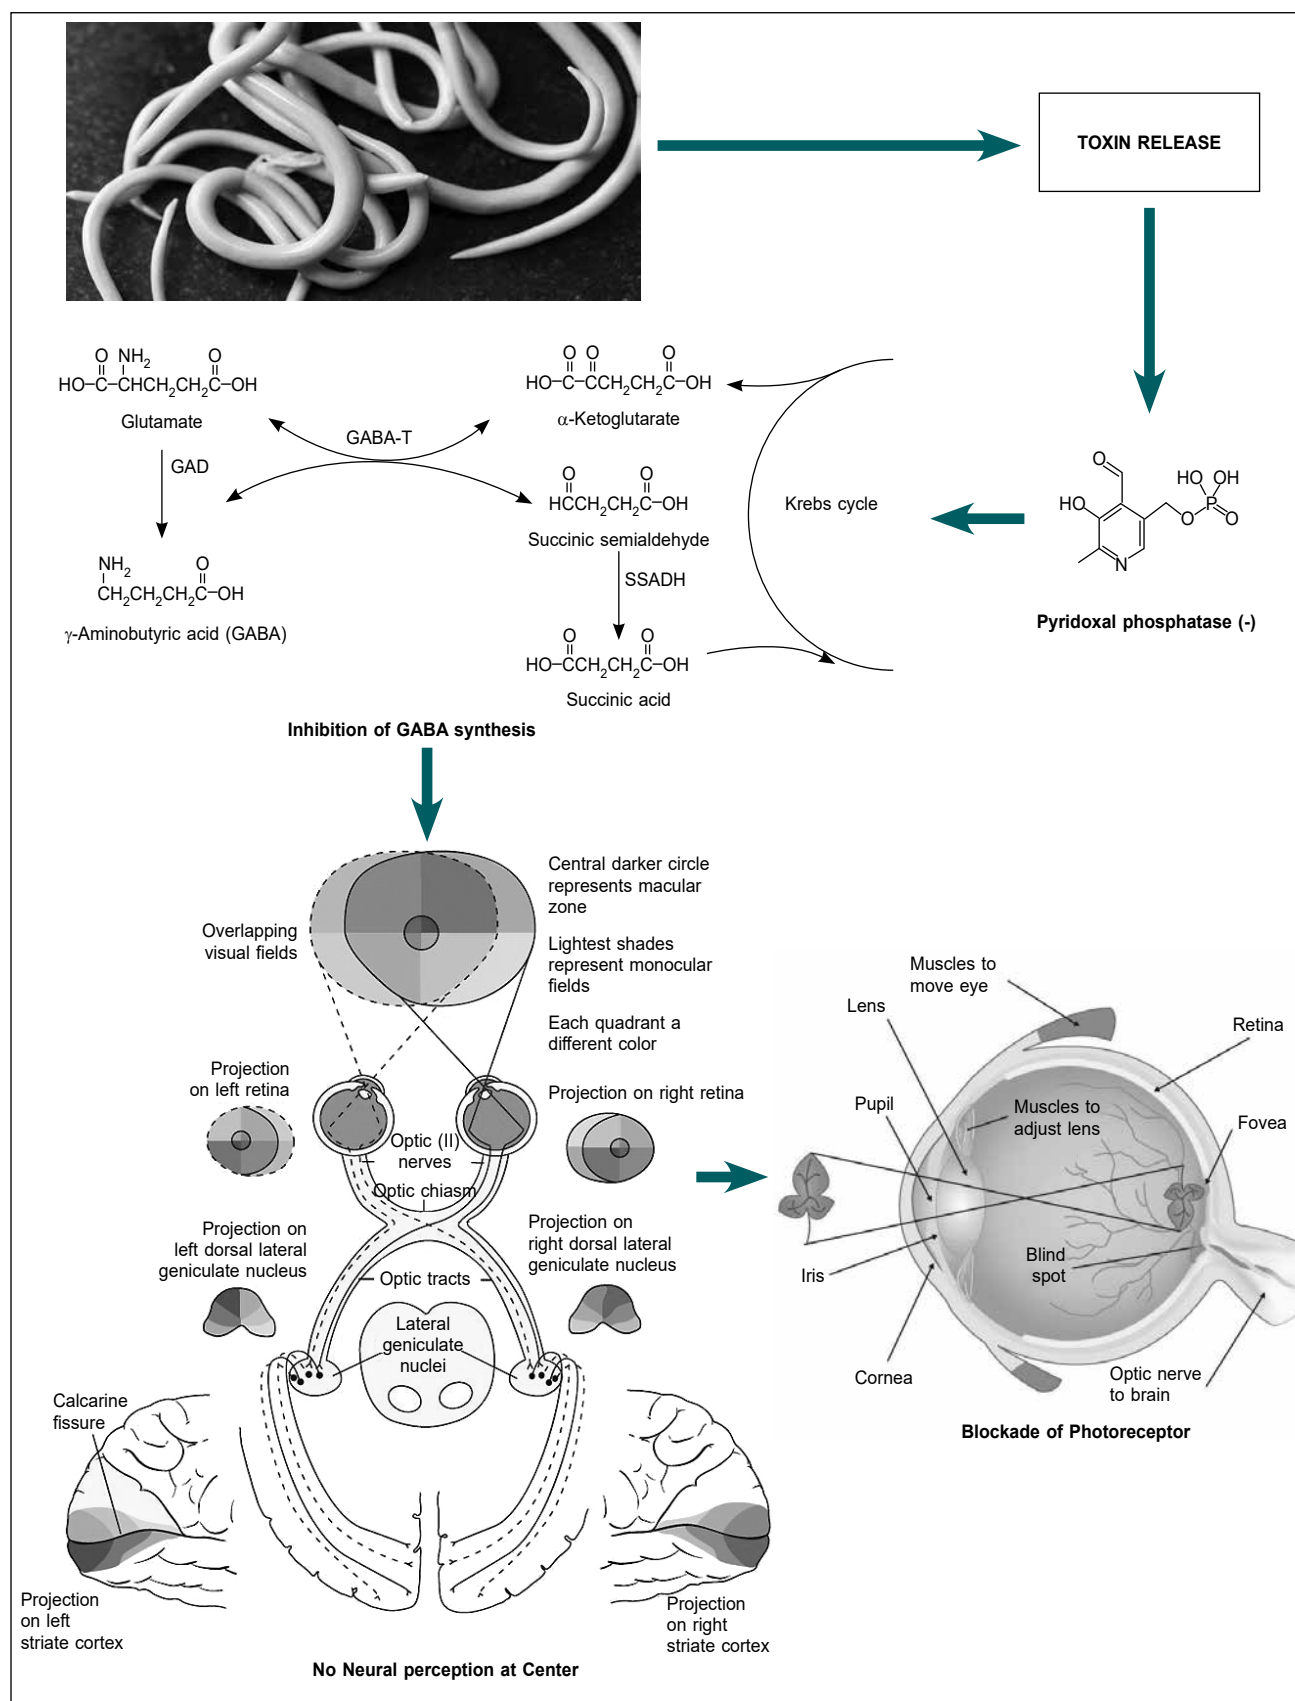 TOXIN RELEASE
O NH2 O
HO–C–CHCH2CH2C–OH
Glutamate
GAD
NH2 O
CH2CH2CH2C–OH
γ-Aminobutyric acid (GABA)
GABA-T
O O O
HO–C–CCH2CH2C–OH
α-Ketoglutarate
O O
HCCH2CH2C–OH
Succinic semialdehyde
SSADH
O O
HO–CCH2CH2C–OH
Succinic acid
Krebs cycle
O
HO
HO OH
P
O O
N
Pyridoxal phosphatase (-)
Inhibition of GABA synthesis
Overlapping
visual fields
Central darker circle
represents macular
zone
Lightest shades
represent monocular
fields
Each quadrant a
different color
Projection
on left retina
Projection on right retina
Optic (II)
nerves
Optic chiasm
Projection on
left dorsal lateral
geniculate nucleus
Projection on
right dorsal lateral
geniculate nucleus
Optic tracts
Lateral
geniculate
nuclei
Calcarine
fissure
Projection
on left
striate cortex
Projection
on right
striate cortex
No Neural perception at Center
Muscles to
move eye
Lens
Retina
Pupil
Muscles to
adjust lens
Fovea
Iris
Blind
spot
Cornea
Optic nerve
to brain
Blockade of Photoreceptor